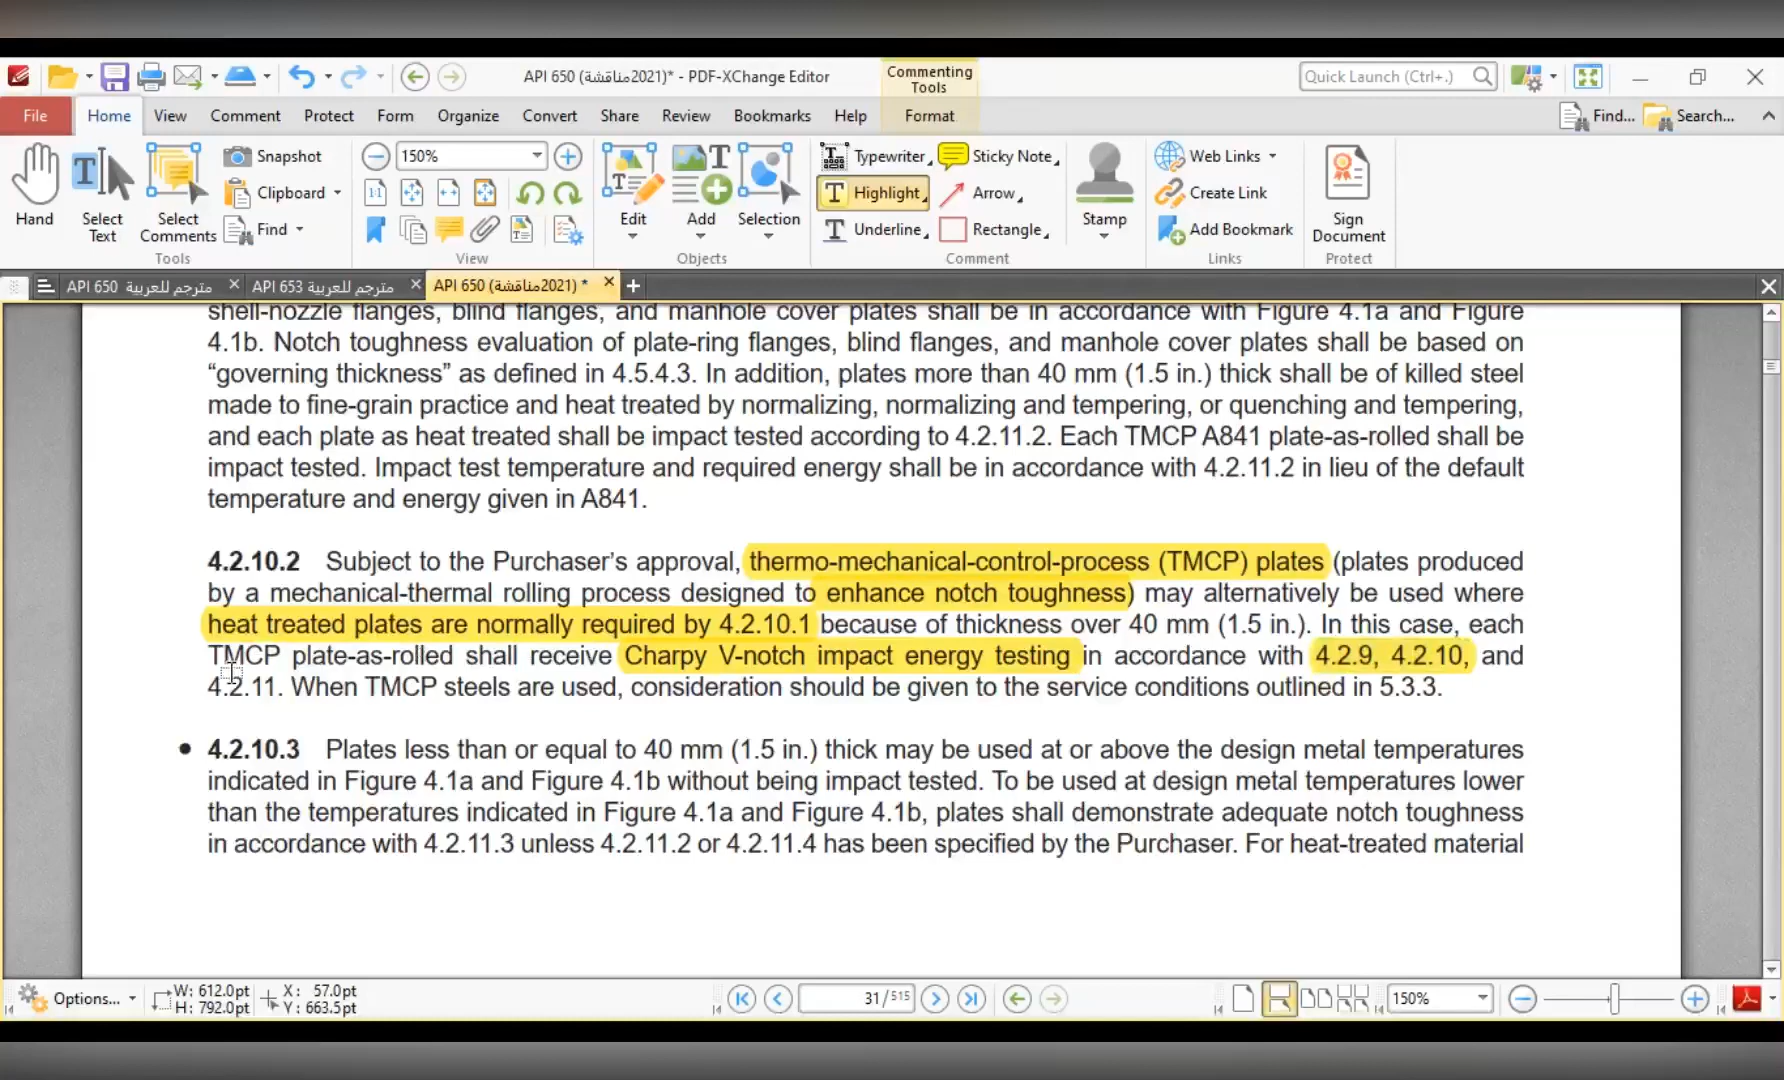 API 650 (مناقشة2021)* - PDF-XChange Editor
Commenting Tools
Quick Launch (Ctrl+.)
File Home View Comment Protect Form Organize Convert Share Review Bookmarks Help Format
Find... Search...
Hand
Select Text
Select Comments
Snapshot
Clipboard
Find
Tools
150%
View
Edit
Add
Selection
Objects
Typewriter
Sticky Note
Highlight
Arrow
Underline
Rectangle
Comment
Stamp
Web Links
Create Link
Add Bookmark
Links
Sign Document
Protect
API 650 مترجم للعربية
API 653 مترجم للعربية
API 650 (مناقشة2021) *
shell-nozzle flanges, blind flanges, and manhole cover plates shall be in accordance with Figure 4.1a and Figure
4.1b. Notch toughness evaluation of plate-ring flanges, blind flanges, and manhole cover plates shall be based on
“governing thickness” as defined in 4.5.4.3. In addition, plates more than 40 mm (1.5 in.) thick shall be of killed steel
made to fine-grain practice and heat treated by normalizing, normalizing and tempering, or quenching and tempering,
and each plate as heat treated shall be impact tested according to 4.2.11.2. Each TMCP A841 plate-as-rolled shall be
impact tested. Impact test temperature and required energy shall be in accordance with 4.2.11.2 in lieu of the default
temperature and energy given in A841.
4.2.10.2 Subject to the Purchaser’s approval, thermo-mechanical-control-process (TMCP) plates (plates produced
by a mechanical-thermal rolling process designed to enhance notch toughness) may alternatively be used where
heat treated plates are normally required by 4.2.10.1 because of thickness over 40 mm (1.5 in.). In this case, each
TMCP plate-as-rolled shall receive Charpy V-notch impact energy testing in accordance with 4.2.9, 4.2.10, and
4.2.11. When TMCP steels are used, consideration should be given to the service conditions outlined in 5.3.3.
• 4.2.10.3 Plates less than or equal to 40 mm (1.5 in.) thick may be used at or above the design metal temperatures
indicated in Figure 4.1a and Figure 4.1b without being impact tested. To be used at design metal temperatures lower
than the temperatures indicated in Figure 4.1a and Figure 4.1b, plates shall demonstrate adequate notch toughness
in accordance with 4.2.11.3 unless 4.2.11.2 or 4.2.11.4 has been specified by the Purchaser. For heat-treated material
Options...
W: 612.0pt
H: 792.0pt
X: 57.0pt
Y: 663.5pt
31/515
150%